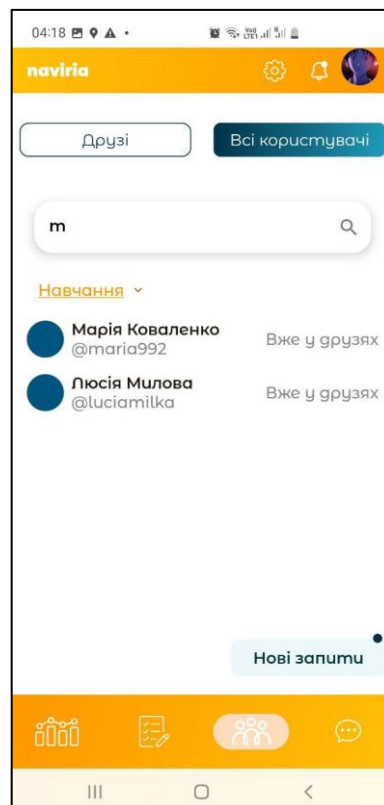 04:18
naviria
Друзі
Всі користувачі
m
Навчання
Марія Коваленко
@maria992
Вже у друзях
Люсія Милова
@luciamilka
Вже у друзях
Нові запити